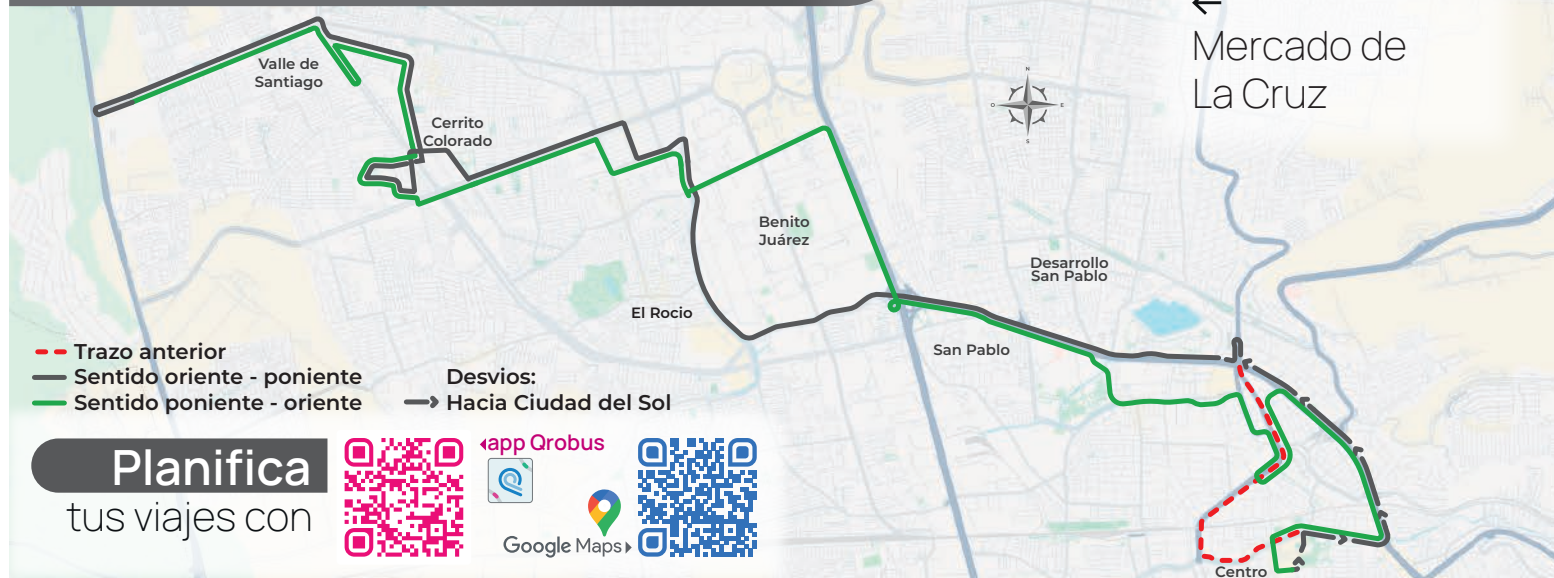 ←
Mercado de
La Cruz
Valle de
Santiago
Cerrito
Colorado
N
O
E
S
Benito
Juárez
Desarrollo
San Pablo
El Rocio
San Pablo
Trazo anterior
Sentido oriente - poniente
Sentido poniente - oriente
Desvios:
Hacia Ciudad del Sol
Planifica
tus viajes con
app Qrobus
Google Maps
Centro